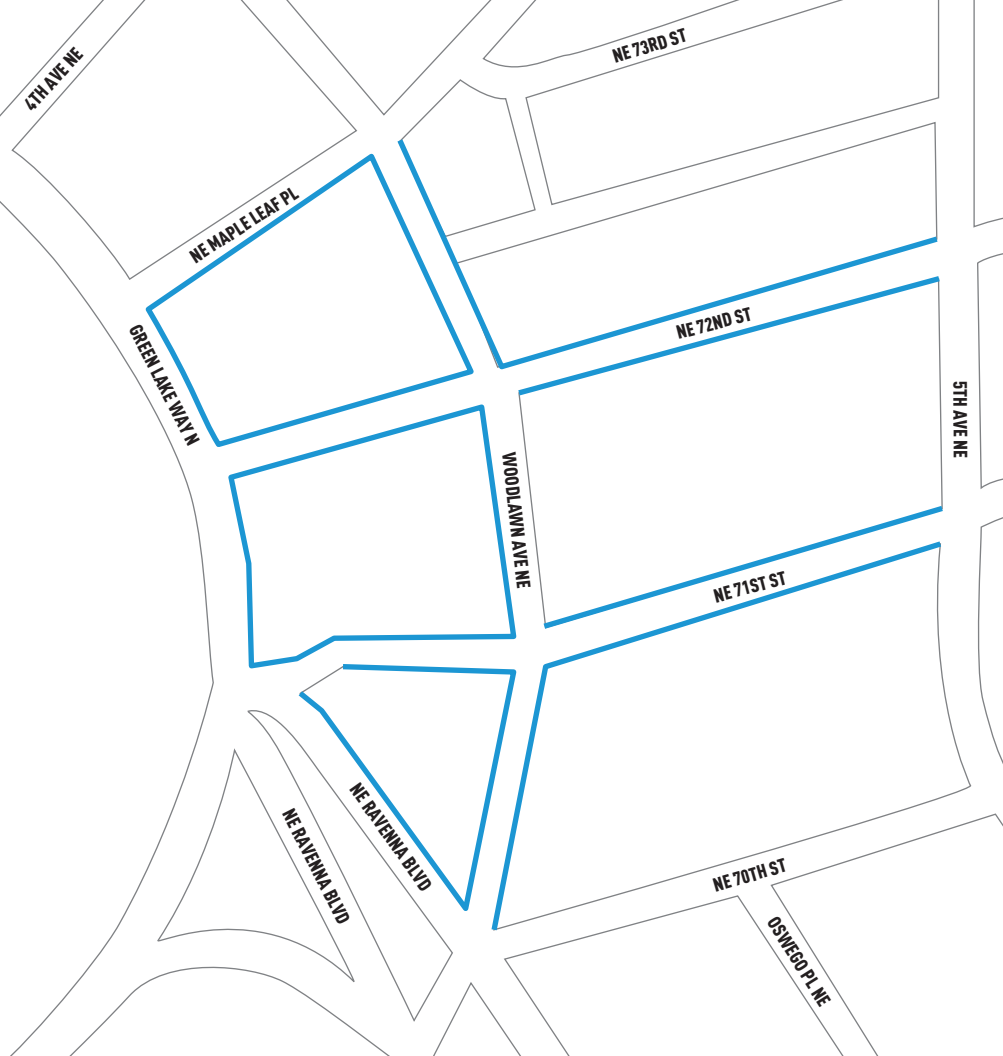 NE 73RD ST
4TH AVE NE
NE MAPLE LEAF PL
NE 72ND ST
GREEN LAKE WAY N
5TH AVE NE
WOODLAWN AVE NE
NE 71ST ST
NE RAVENNA BLVD
NE RAVENNA BLVD
NE 70TH ST
OSWEGO PL NE